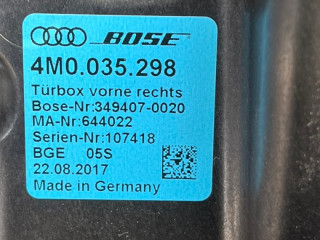 BOSE
4M0.035.298
Türbox vorne rechts
Bose-Nr:349407-0020
MA-Nr:644022
Serien-Nr:107418
BGE 05S
22.08.2017
Made in Germany